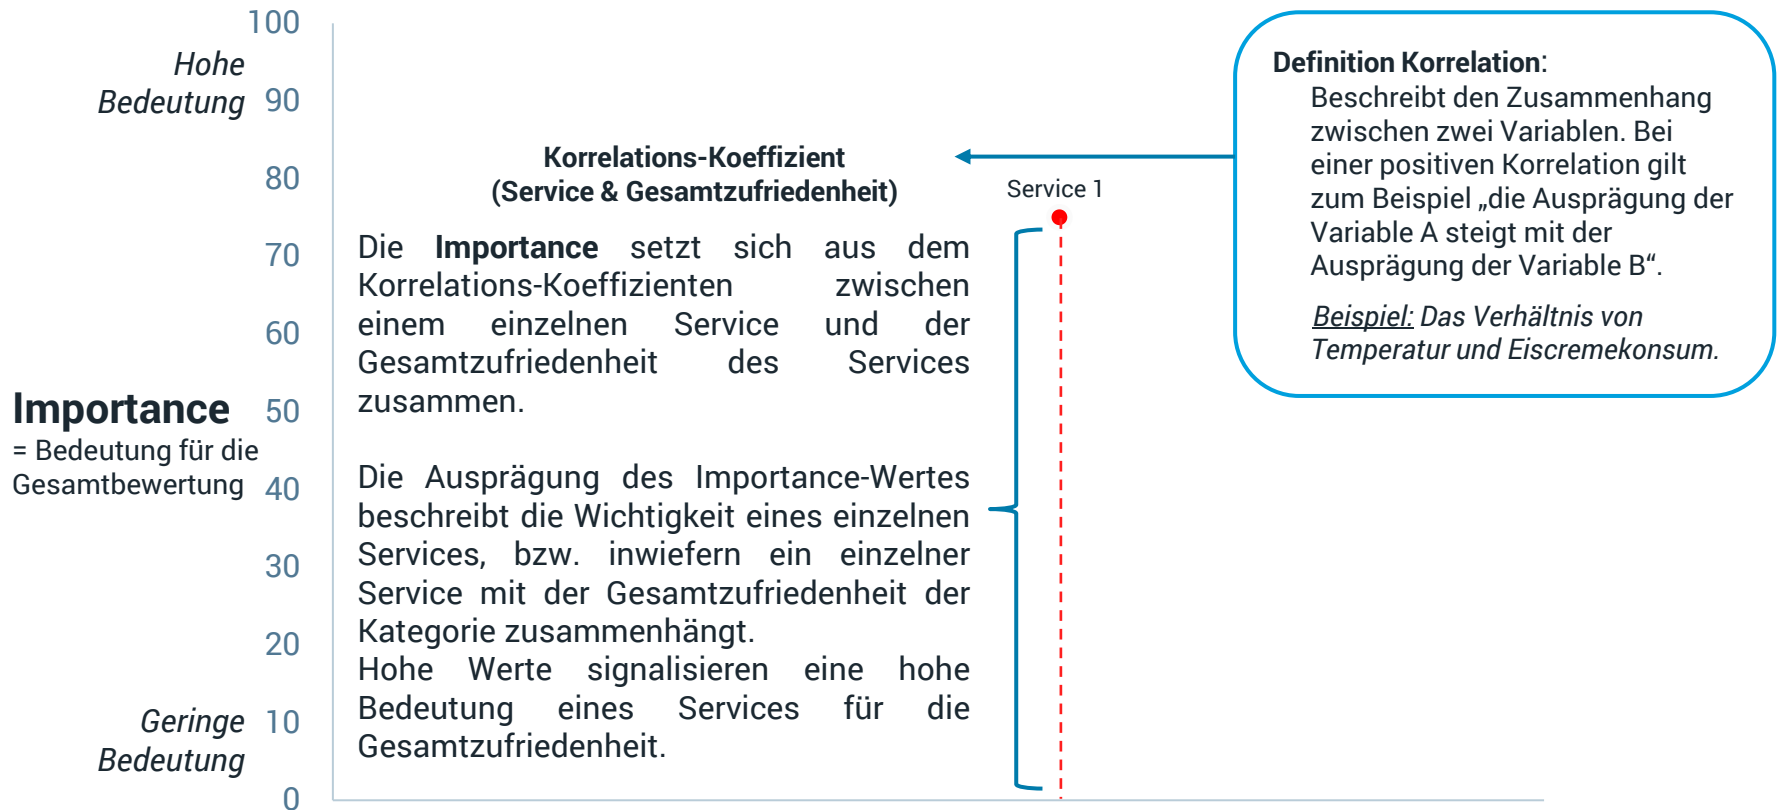 100
Hohe
Bedeutung
90
80
70
60
Importance
= Bedeutung für die
Gesamtbewertung
50
40
30
20
Geringe
Bedeutung
10
0
Korrelations-Koeffizient
(Service & Gesamtzufriedenheit)
Die Importance setzt sich aus dem
Korrelations-Koeffizienten zwischen
einem einzelnen Service und der
Gesamtzufriedenheit des Services
zusammen.
Die Ausprägung des Importance-Wertes
beschreibt die Wichtigkeit eines einzelnen
Services, bzw. inwiefern ein einzelner
Service mit der Gesamtzufriedenheit der
Kategorie zusammenhängt.
Hohe Werte signalisieren eine hohe
Bedeutung eines Services für die
Gesamtzufriedenheit.
Service 1
Definition Korrelation:
Beschreibt den Zusammenhang
zwischen zwei Variablen. Bei
einer positiven Korrelation gilt
zum Beispiel „die Ausprägung der
Variable A steigt mit der
Ausprägung der Variable B“.
Beispiel: Das Verhältnis von
Temperatur und Eiscremekonsum.